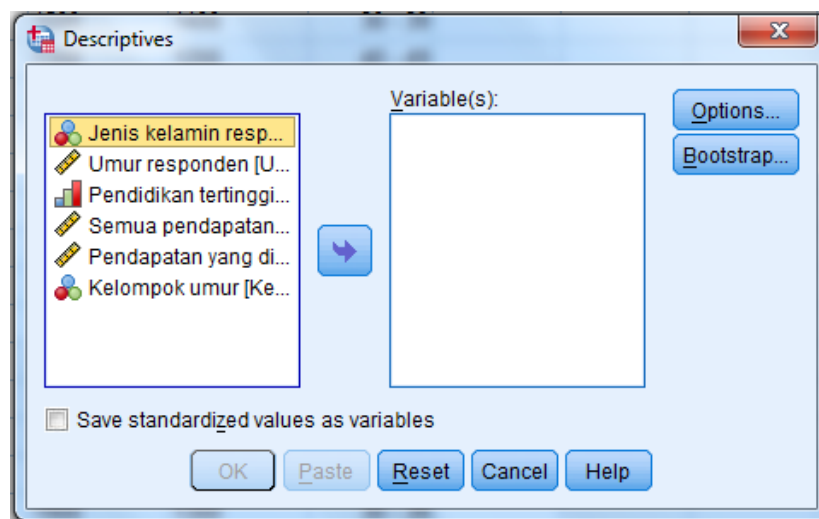 Descriptives
Variable(s):
Jenis kelamin resp...
Umur responden [U...
Pendidikan tertinggi...
Semua pendapatan...
Pendapatan yang di...
Kelompok umur [Ke...
Options...
Bootstrap...
Save standardized values as variables
OK
Paste
Reset
Cancel
Help